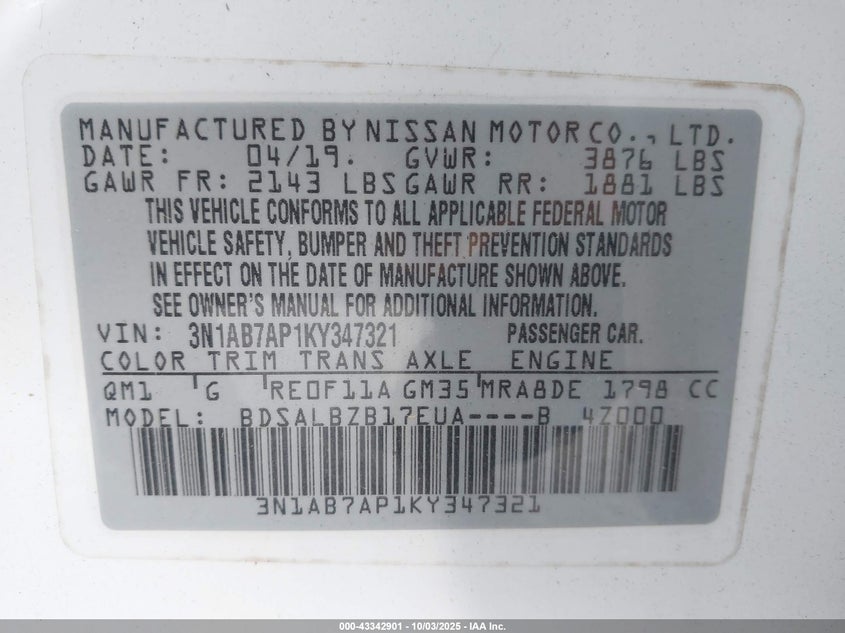 MANUFACTURED BY NISSAN MOTOR CO., LTD.
DATE: 04/19. GVWR: 3876 LBS
GAWR FR: 2143 LBS GAWR RR: 1881 LBS
THIS VEHICLE CONFORMS TO ALL APPLICABLE FEDERAL MOTOR
VEHICLE SAFETY, BUMPER AND THEFT PREVENTION STANDARDS
IN EFFECT ON THE DATE OF MANUFACTURE SHOWN ABOVE.
SEE OWNER'S MANUAL FOR ADDITIONAL INFORMATION.
VIN: 3N1AB7AP1KY347321 PASSENGER CAR.
COLOR TRIM TRANS AXLE ENGINE
QM1 G RE0F11A GM35 MRA8DE 1798 CC
MODEL: BDSALBZB17EUA----B 4Z000
3N1AB7AP1KY347321
000-43342901 - 10/03/2025 - IAA Inc.